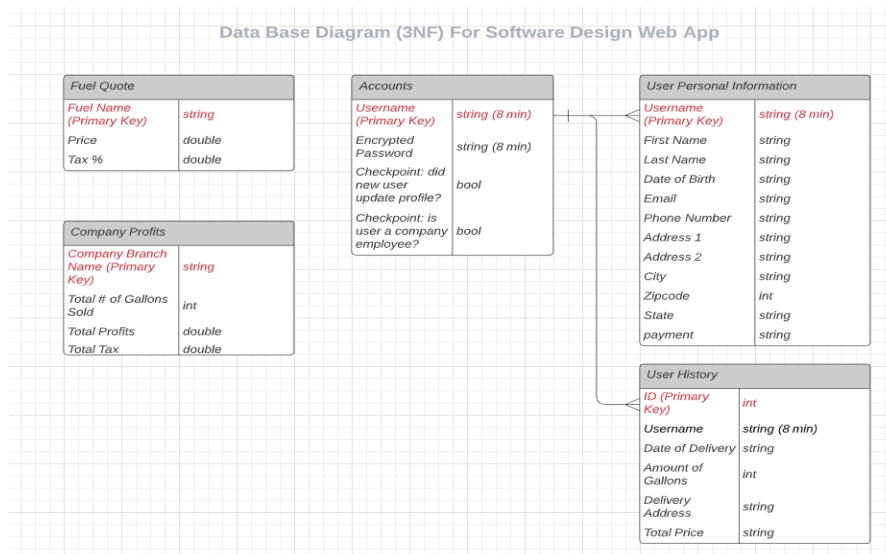 Data Base Diagram (3NF) For Software Design Web App
Fuel Quote
Fuel Name
(Primary Key)
string
Price
double
Tax %
double
Company Profits
Company Branch
Name (Primary
Key)
string
Total # of Gallons
Sold
int
Total Profits
double
Total Tax
double
Accounts
Username
(Primary Key)
string (8 min)
Encrypted
Password
string (8 min)
Checkpoint: did
new user
update profile?
bool
Checkpoint: is
user a company
employee?
bool
User Personal Information
Username
(Primary Key)
string (8 min)
First Name
string
Last Name
string
Date of Birth
string
Email
string
Phone Number
string
Address 1
string
Address 2
string
City
string
Zipcode
int
State
string
payment
string
User History
ID (Primary
Key)
int
Username
string (8 min)
Date of Delivery
string
Amount of
Gallons
int
Delivery
Address
string
Total Price
string